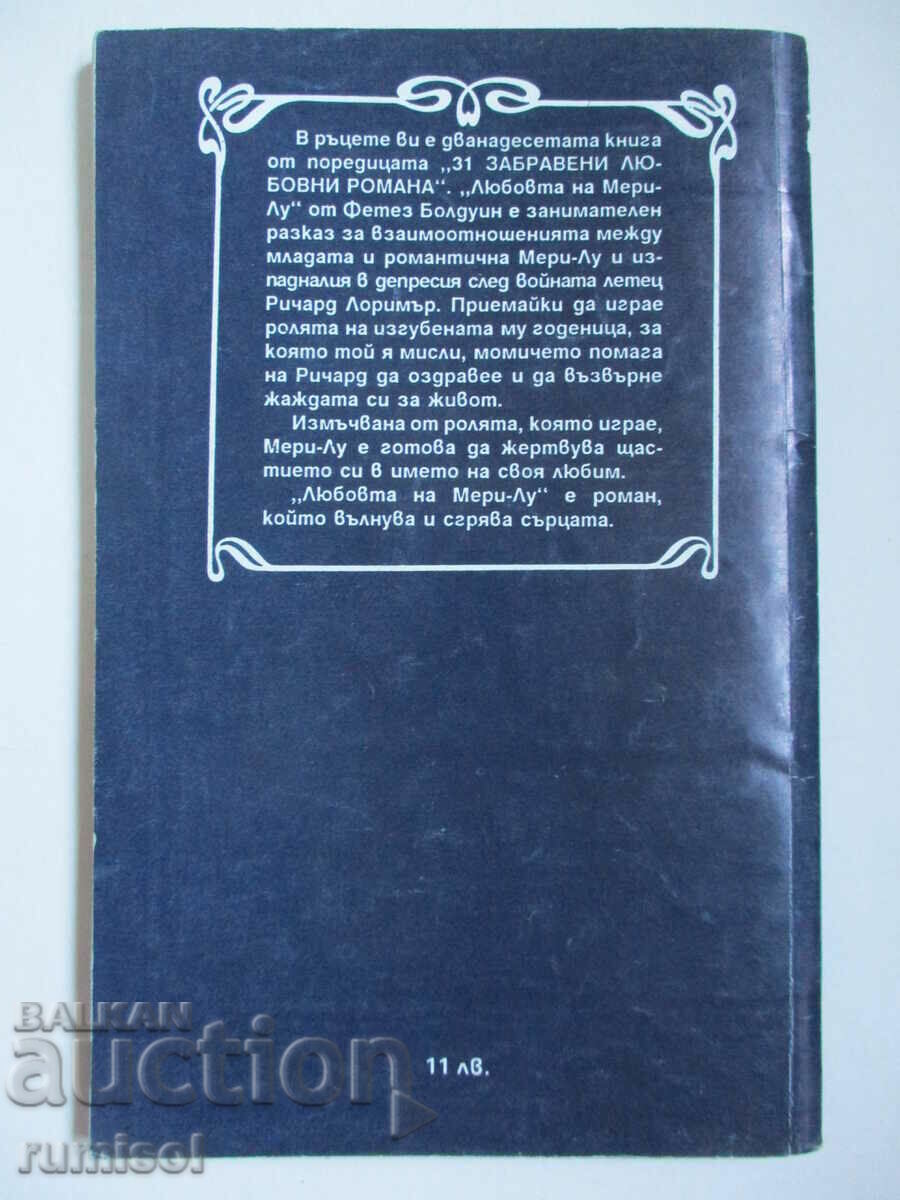 В ръцете ви е дванадесетата книга
от поредицата „31 ЗАБРАВЕНИ ЛЮ-
БОВНИ РОМАНА“. „Любовта на Мери-
Лу“ от Фетез Болдуин е занимателен
разказ за взаимоотношенията между
младата и романтична Мери-Лу и из-
падналия в депресия след войната летец
Ричард Лоримър. Приемайки да играе
ролята на изгубената му годеница, за
която той я мисли, момичето помага
на Ричард да оздравее и да възвърне
жаждата си за живот.
Измъчвана от ролята, която играе,
Мери-Лу е готова да жертвува щас-
тието си в името на своя любим.
„Любовта на Мери-Лу“ е роман,
който вълнува и сгрява сърцата.
11 лв.
BALKAN
auction
rumisol